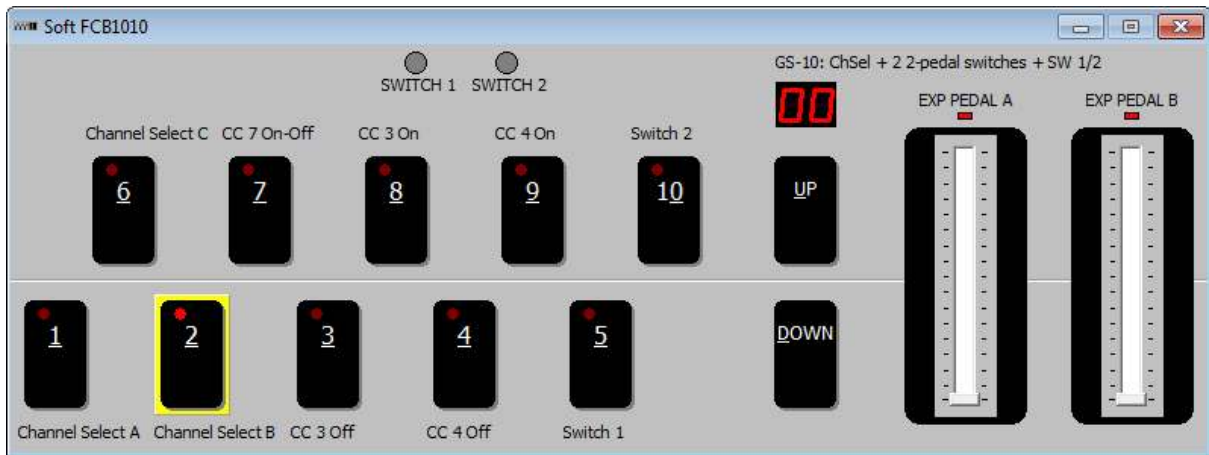 Soft FCB1010
SWITCH 1 SWITCH 2
GS-10: ChSel + 2 2-pedal switches + SW 1/2
00
EXP PEDAL A EXP PEDAL B
Channel Select C CC 7 On-Off CC 3 On CC 4 On Switch 2
6 7 8 9 10 UP
1 2 3 4 5 DOWN
Channel Select A Channel Select B CC 3 Off CC 4 Off Switch 1